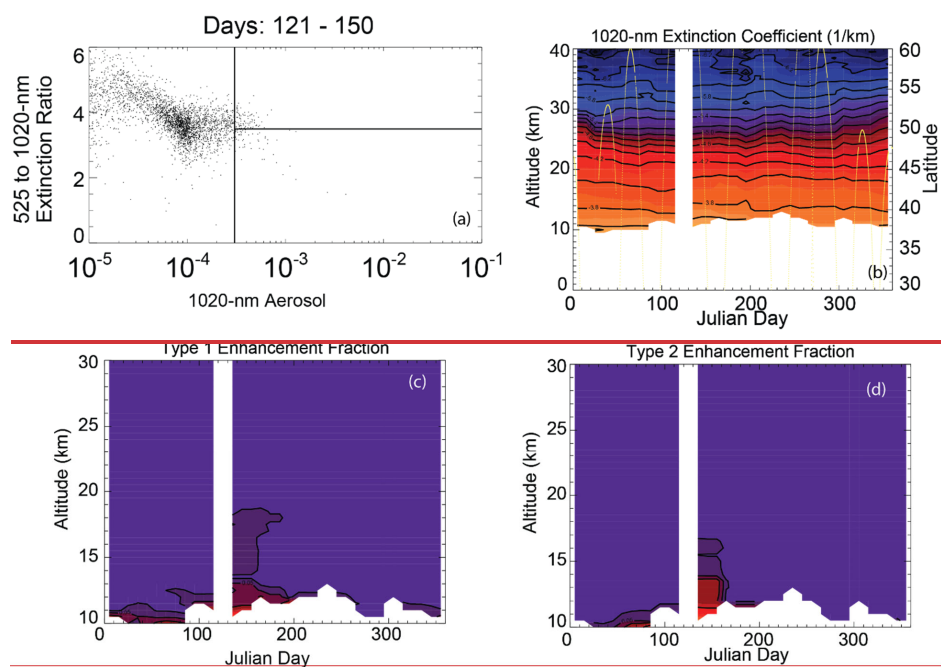 Days: 121 - 150
525 to 1020-nm
Extinction Ratio
6
4
2
0
(a)
10-5 10-4 10-3 10-2 10-1
1020-nm Aerosol
1020-nm Extinction Coefficient (1/km)
Altitude (km)
40
30
20
10
0
60
55
50
45
40
35
30
Latitude
-3.8
-3.8
(b)
0 100 200 300
Julian Day
Type 1 Enhancement Fraction
Altitude (km)
30
25
20
15
10
(c)
0 100 200 300
Julian Day
Type 2 Enhancement Fraction
Altitude (km)
30
25
20
15
10
(d)
0 100 200 300
Julian Day